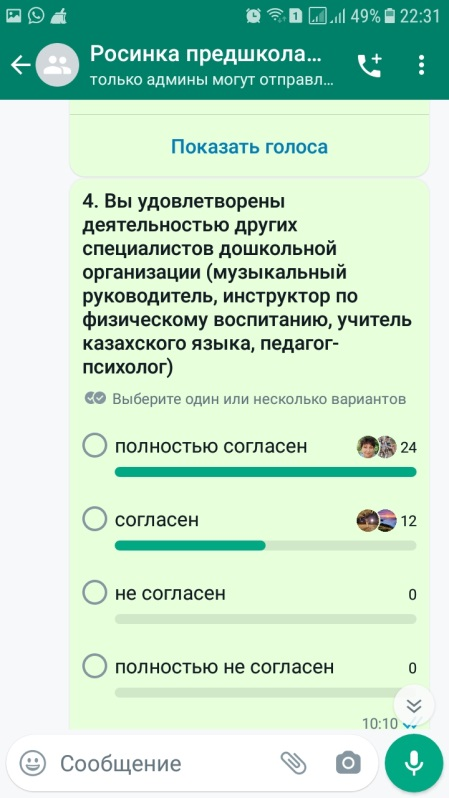 49% 22:31
Росинка предшкола...
только админы могут отправл...
Показать голоса
4. Вы удовлетворены
деятельностью других
специалистов дошкольной
организации (музыкальный
руководитель, инструктор по
физическому воспитанию, учитель
казахского языка, педагог-
психолог)
Выберите один или несколько вариантов
полностью согласен 24
согласен 12
не согласен 0
полностью не согласен 0
10:10
Сообщение